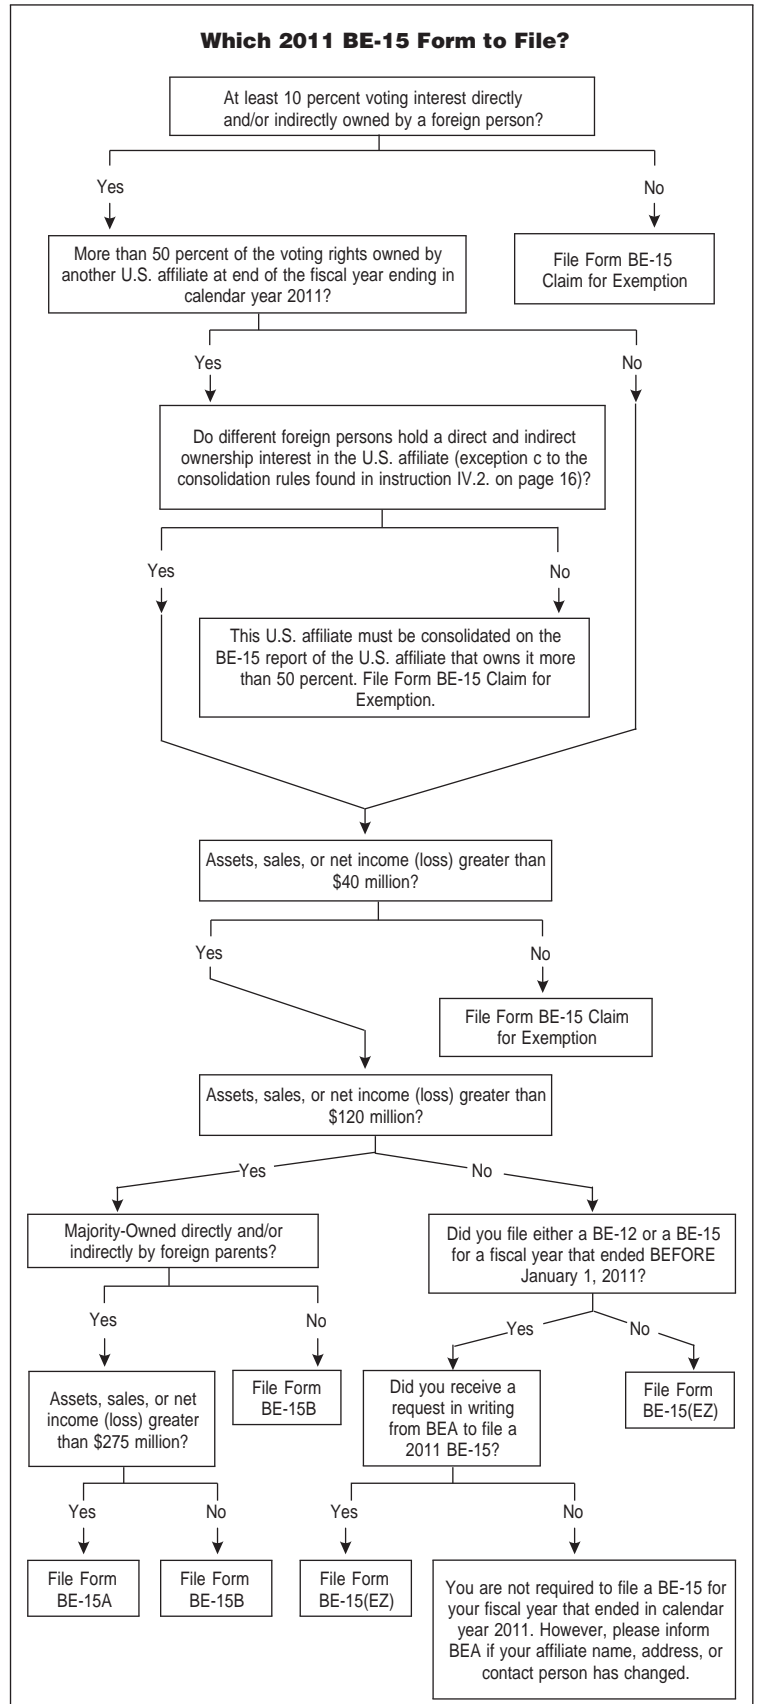 Which 2011 BE-15 Form to File?
At least 10 percent voting interest directly
and/or indirectly owned by a foreign person?
Yes
No
More than 50 percent of the voting rights owned by
another U.S. affiliate at end of the fiscal year ending in
calendar year 2011?
File Form BE-15
Claim for Exemption
Yes
No
Do different foreign persons hold a direct and indirect
ownership interest in the U.S. affiliate (exception c to the
consolidation rules found in instruction IV.2. on page 16)?
Yes
No
This U.S. affiliate must be consolidated on the
BE-15 report of the U.S. affiliate that owns it more
than 50 percent. File Form BE-15 Claim for
Exemption.
Assets, sales, or net income (loss) greater than
$40 million?
Yes
No
File Form BE-15 Claim
for Exemption
Assets, sales, or net income (loss) greater than
$120 million?
Yes
No
Majority-Owned directly and/or
indirectly by foreign parents?
Did you file either a BE-12 or a BE-15
for a fiscal year that ended BEFORE
January 1, 2011?
Yes
No
Yes
No
Assets, sales, or net
income (loss) greater
than $275 million?
File Form
BE-15B
Did you receive a
request in writing
from BEA to file a
2011 BE-15?
File Form
BE-15(EZ)
Yes
No
Yes
No
File Form
BE-15A
File Form
BE-15B
File Form
BE-15(EZ)
You are not required to file a BE-15 for
your fiscal year that ended in calendar
year 2011. However, please inform
BEA if your affiliate name, address, or
contact person has changed.